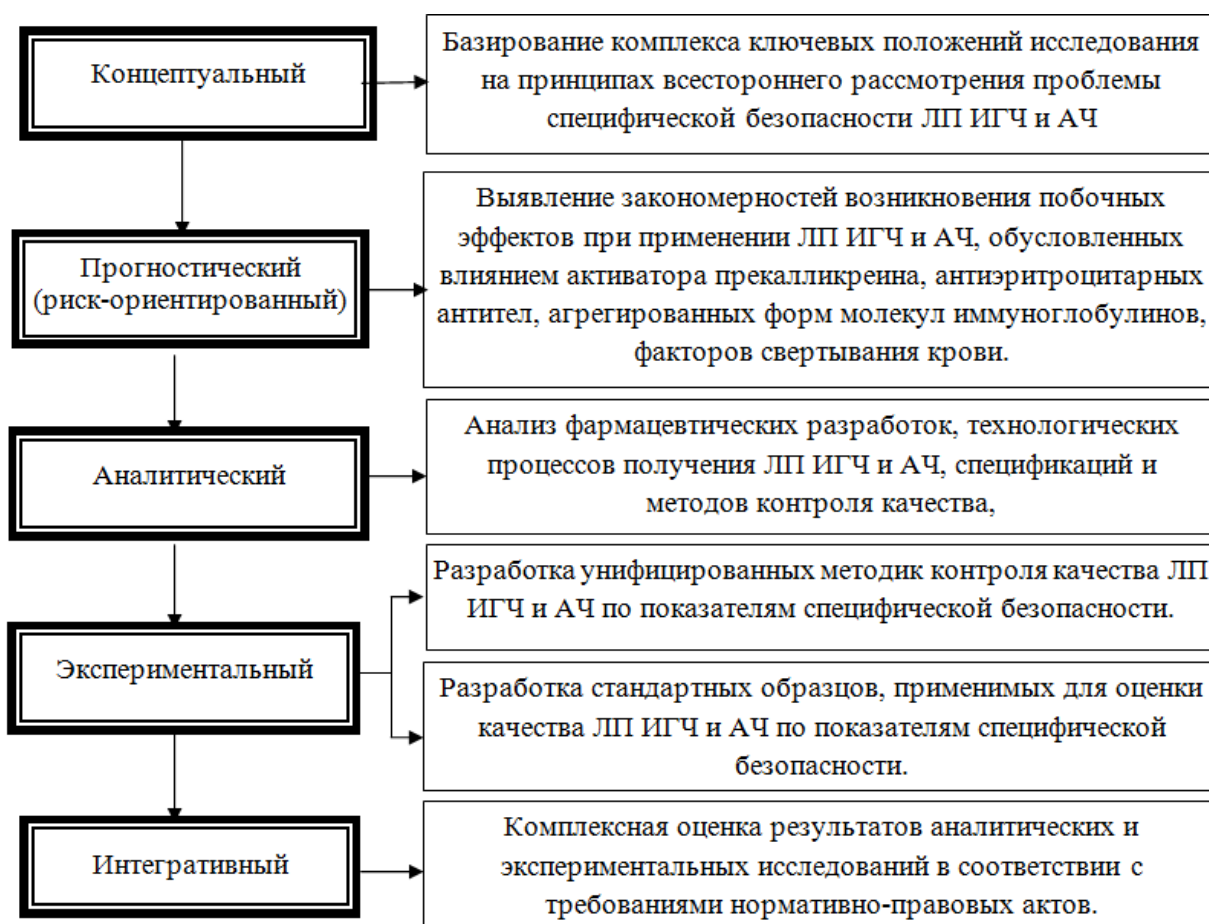 Концептуальный
Базирование комплекса ключевых положений исследования
на принципах всестороннего рассмотрения проблемы
специфической безопасности ЛП ИГЧ и АЧ
Прогностический
(риск-ориентированный)
Выявление закономерностей возникновения побочных
эффектов при применении ЛП ИГЧ и АЧ, обусловленных
влиянием активатора прекалликреина, антиэритроцитарных
антител, агрегированных форм молекул иммуноглобулинов,
факторов свертывания крови.
Аналитический
Анализ фармацевтических разработок, технологических
процессов получения ЛП ИГЧ и АЧ, спецификаций и
методов контроля качества,
Экспериментальный
Разработка унифицированных методик контроля качества ЛП
ИГЧ и АЧ по показателям специфической безопасности.
Разработка стандартных образцов, применимых для оценки
качества ЛП ИГЧ и АЧ по показателям специфической
безопасности.
Интегративный
Комплексная оценка результатов аналитических и
экспериментальных исследований в соответствии с
требованиями нормативно-правовых актов.